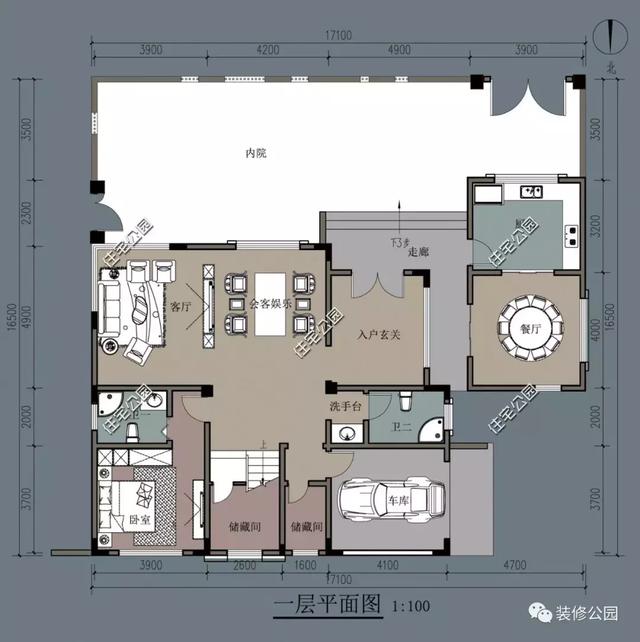 17100
3900 4200 4900 3900
北
3500
2300
4900
2000
3700
16500
3500
3200
4000
2000
3700
16500
内院
下3步
走廊
住宅公园
住宅公园
客厅
会客娱乐
入户玄关
餐厅
住宅公园
住宅公园
住宅公园
洗手台
卫一
卫二
上
卧室
储藏间
储藏间
车库
3900 2600 1600 4100 4700
17100
一层平面图 1:100
装修公园